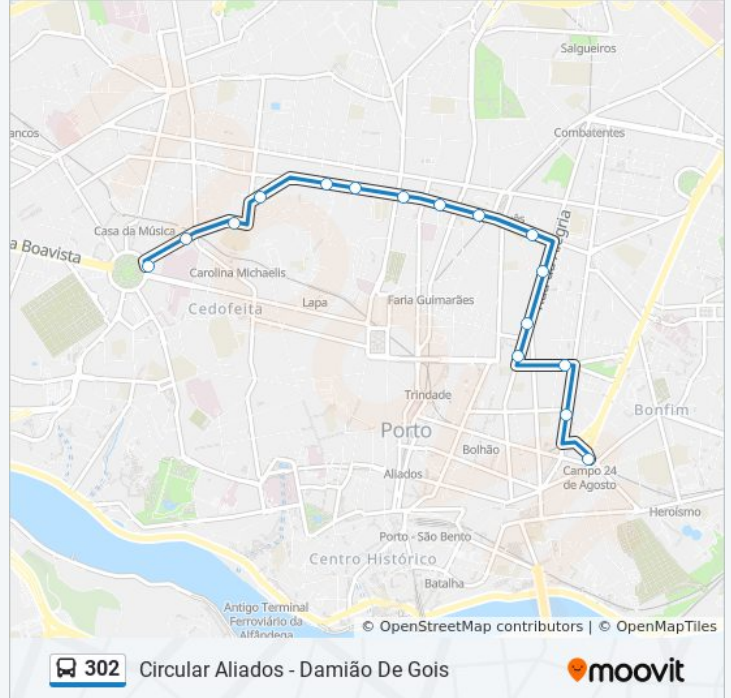 Salgueiros
ancos
Combatentes
Casa da Música
a Boavista
Carolina Michaelis
Cedofeita
Lapa
Faria Guimarães
Trindade
Porto
Bolhão
Bonfim
Aliados
Campo 24
de Agosto
Heroísmo
Porto - São Bento
Centro Histórico
Batalha
Antigo Terminal
Ferroviário da
Alfândega
© OpenStreetMap contributors | © OpenMapTiles
302 Circular Aliados - Damião De Gois
moovit